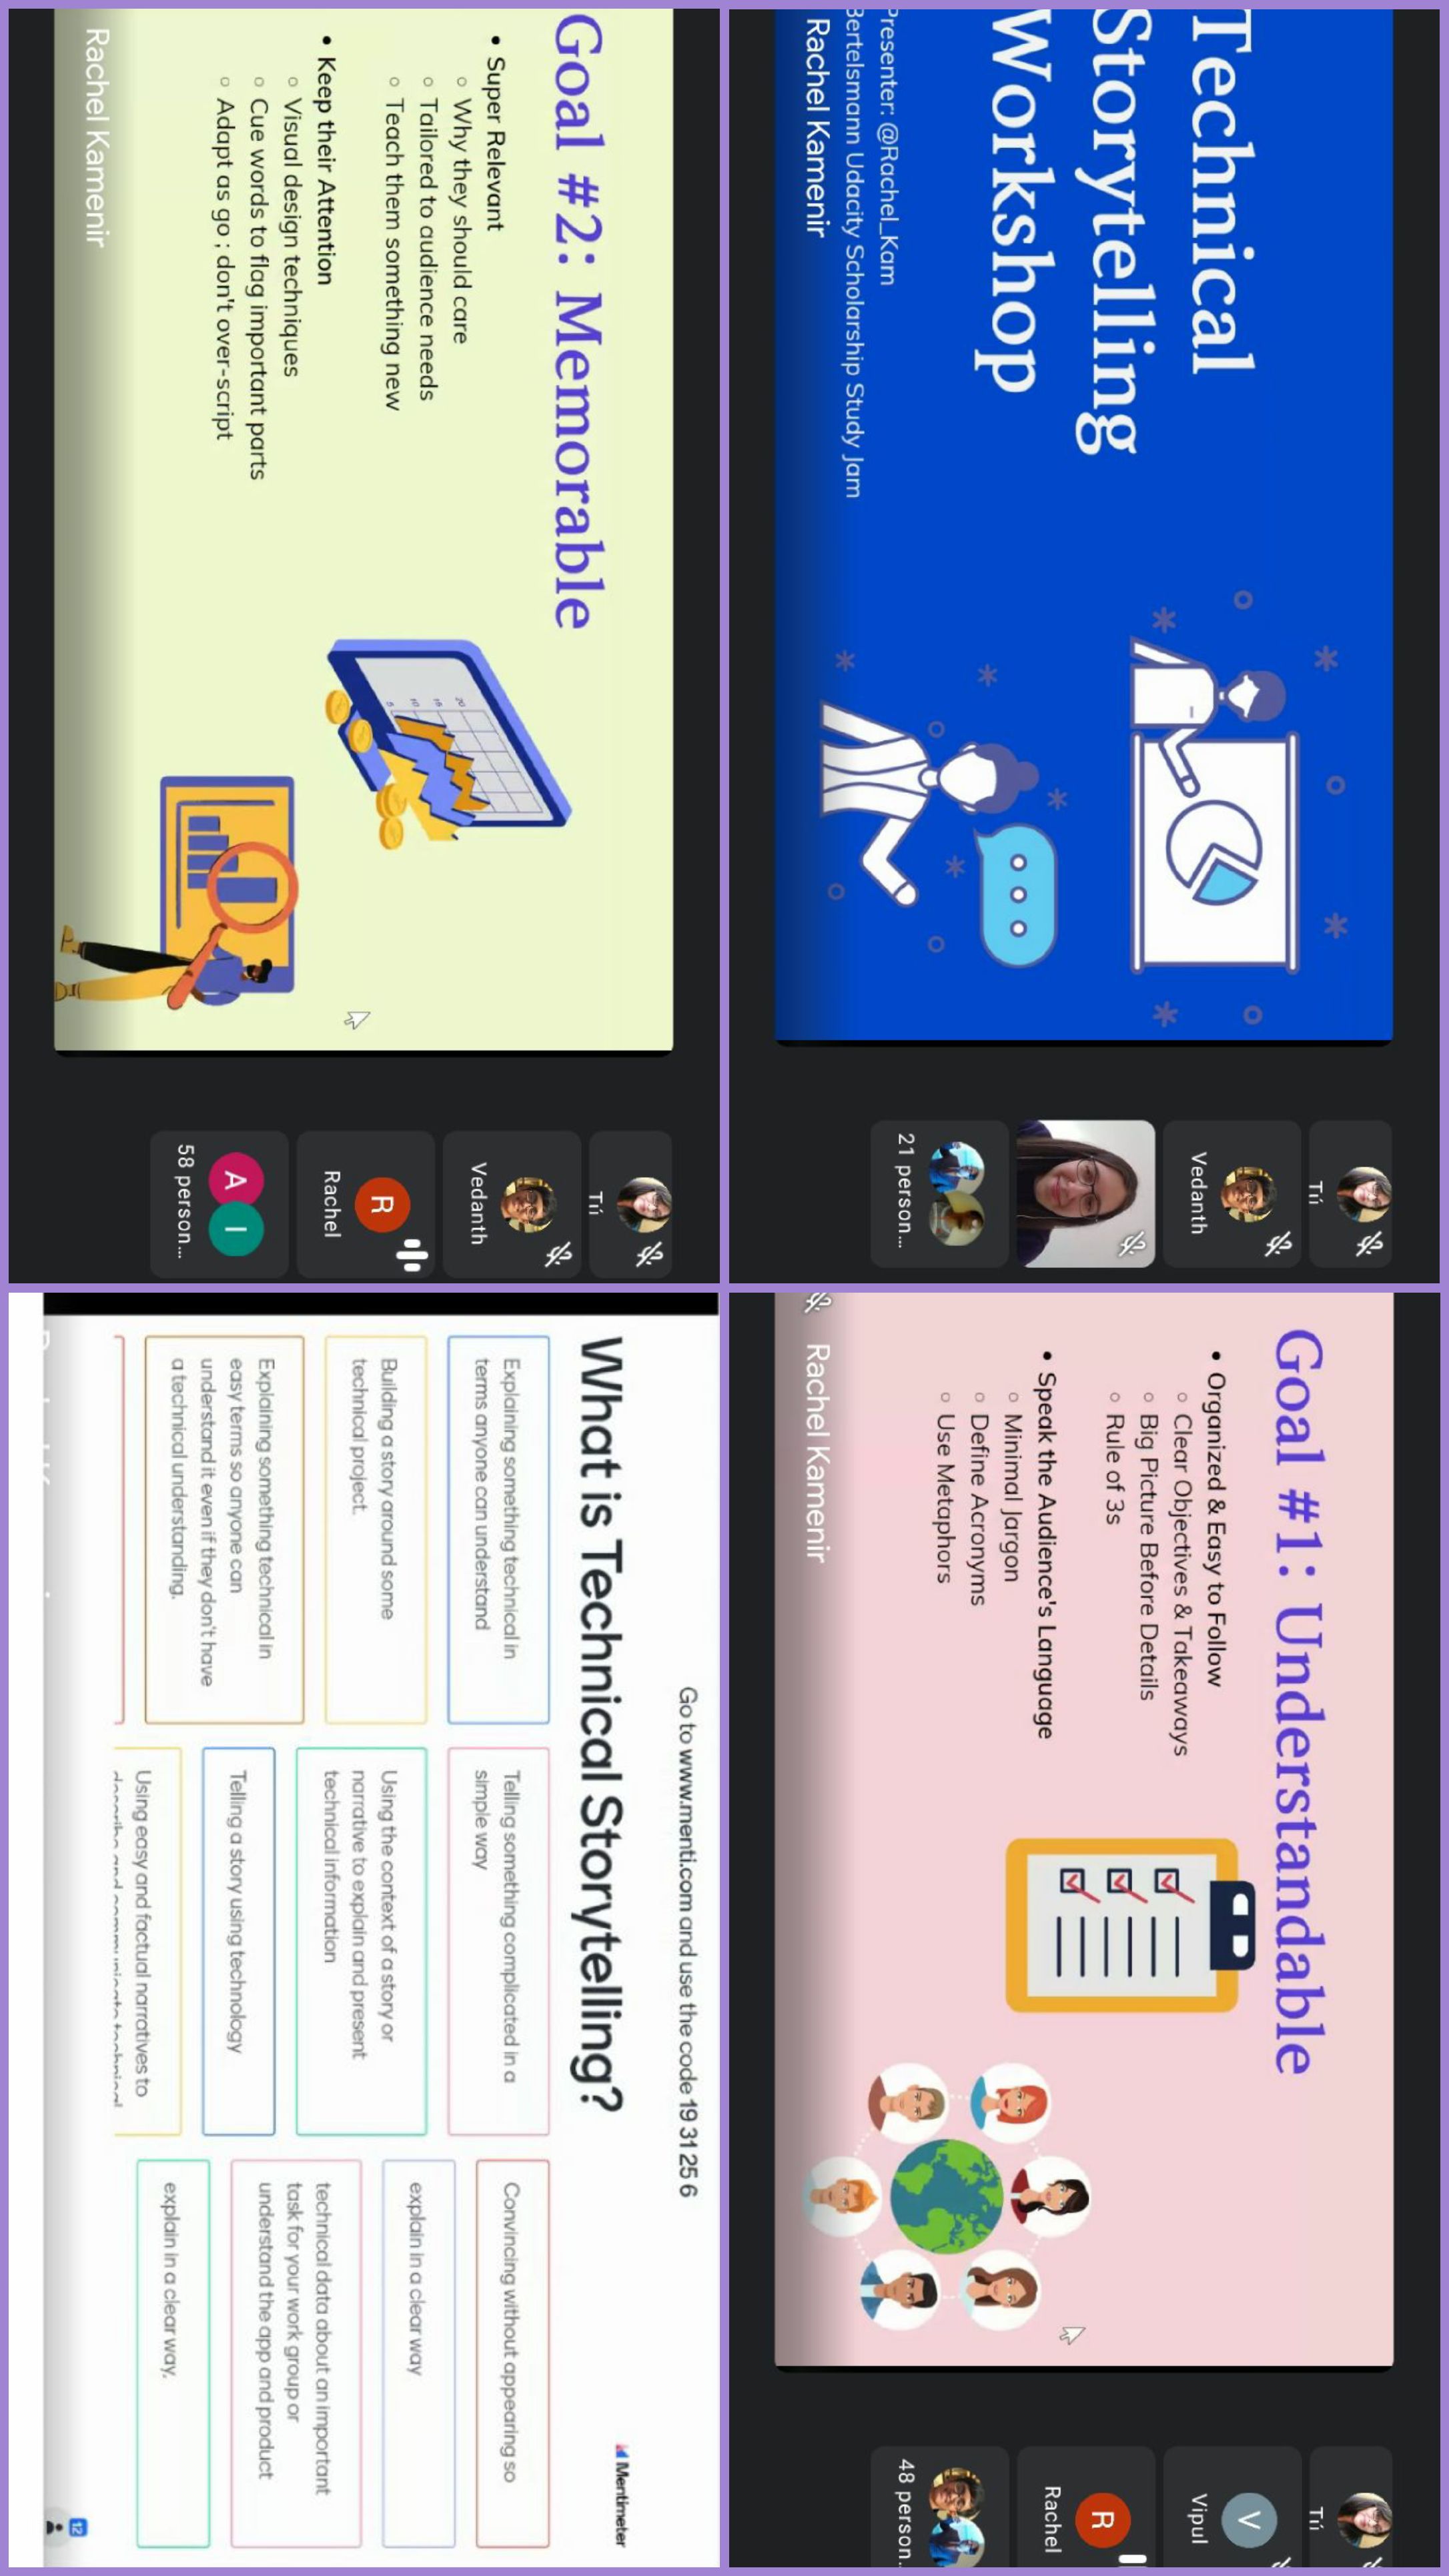 Technical
Storytelling
Workshop
Presenter: @Rachel_Kam
Bertelsmann Udacity Scholarship Study Jam
Rachel Kamenir
Tú
Vedanth
21 person...
Goal #1: Understandable
Organized & Easy to Follow
Clear Objectives & Takeaways
Big Picture Before Details
Rule of 3s
Speak the Audience's Language
Minimal Jargon
Define Acronyms
Use Metaphors
Rachel Kamenir
Tú
V
Vipul
R
Rachel
48 person.
Goal #2: Memorable
Super Relevant
Why they should care
Tailored to audience needs
Teach them something new
Keep their Attention
Visual design techniques
Cue words to flag important parts
Adapt as go ; don't over-script
20
15
10
5
Rachel Kamenir
Tú
Vedanth
R
Rachel
A I
58 person...
Go to www.menti.com and use the code 19 31 25 6
Mentimeter
What is Technical Storytelling?
Explaining something technical in
terms anyone can understand
Building a story around some
technical project.
Explaining something technical in
easy terms so anyone can
understand it even if they don't have
a technical understanding.
Telling something complicated in a
simple way
Using the context of a story or
narrative to explain and present
technical information
Telling a story using technology
Using easy and factual narratives to
describe and communicate technical
Convincing without appearing so
explain in a clear way
technical data about an important
task for your work group or
understand the app and product
explain in a clear way,
12